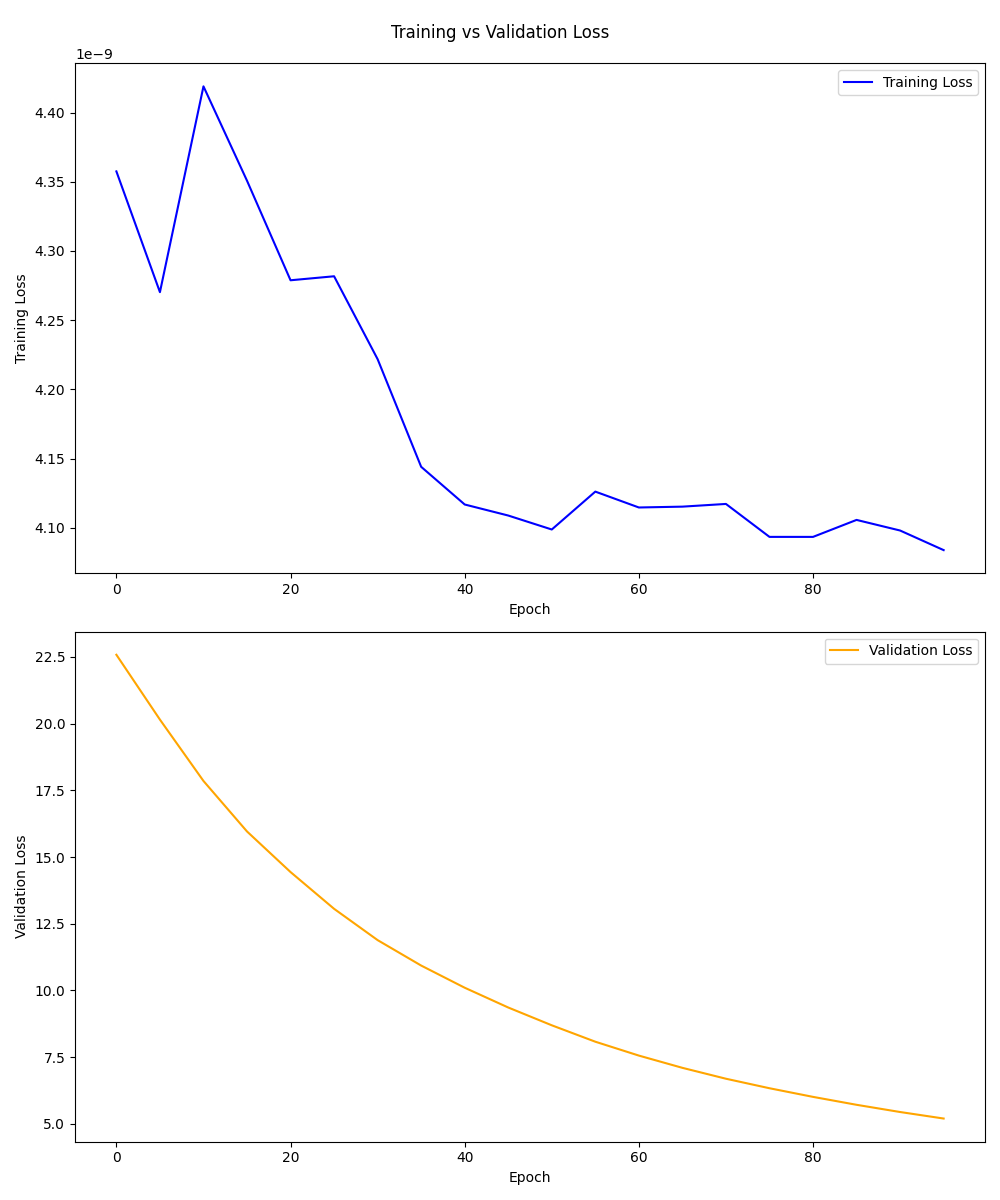 Training vs Validation Loss
1e−9
Training Loss
4.40
4.35
4.30
4.25
4.20
4.15
4.10
Training Loss
0 20 40 60 80
Epoch
Validation Loss
22.5
20.0
17.5
15.0
12.5
10.0
7.5
5.0
Validation Loss
0 20 40 60 80
Epoch